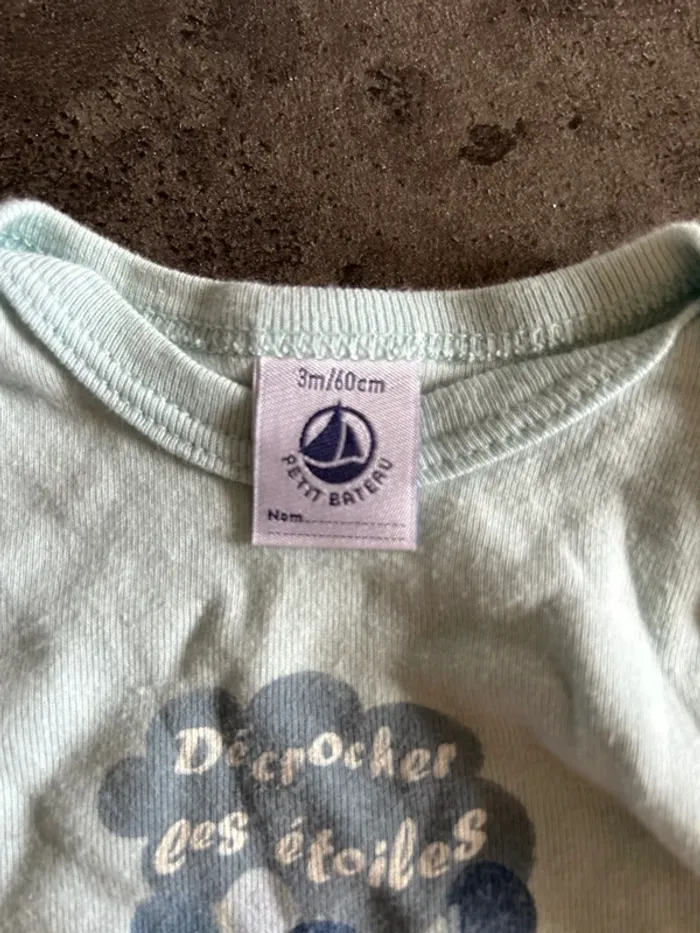 3m/60cm
PETIT BATEAU
Nom
Décrocher
les étoiles